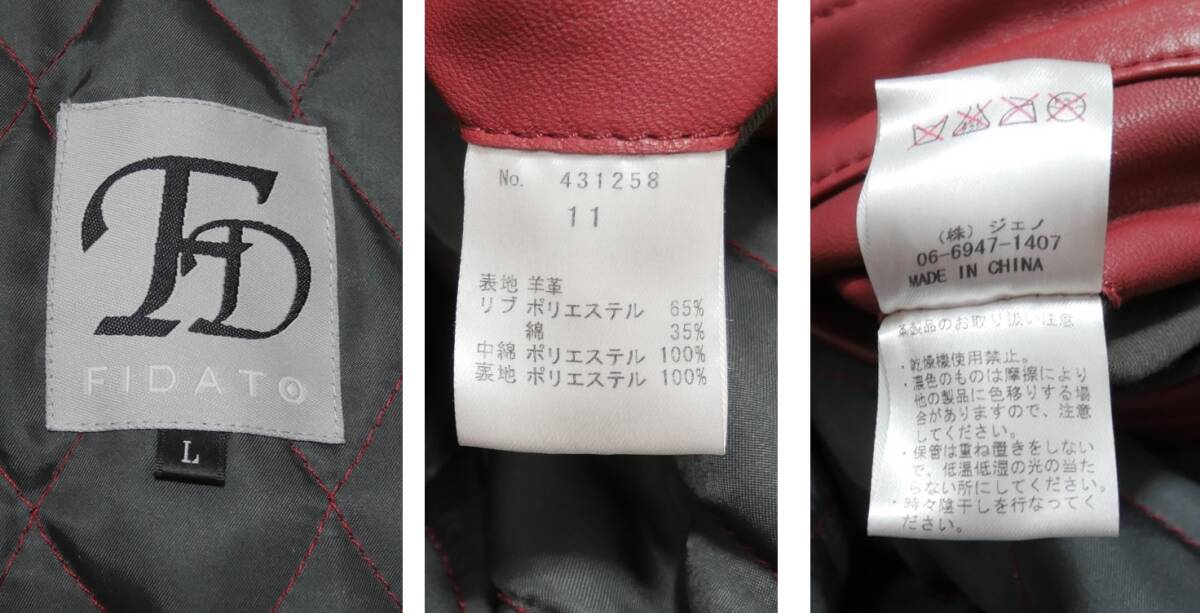 FD
FIDATO
L
No. 431258
11
表地 羊革
リブ ポリエステル 65%
綿 35%
中綿 ポリエステル 100%
裏地 ポリエステル 100%
(株) ジェノ
06-6947-1407
MADE IN CHINA
革製品のお取り扱い注意
・乾燥機使用禁止。
・濃色のものは摩擦により
他の製品に色移りする場
合がありますので、注意
してください。
・保管は重ね置きをしない
で、低温低湿の光の当た
らない所にしてください。
・時々陰干しを行なってく
ださい。